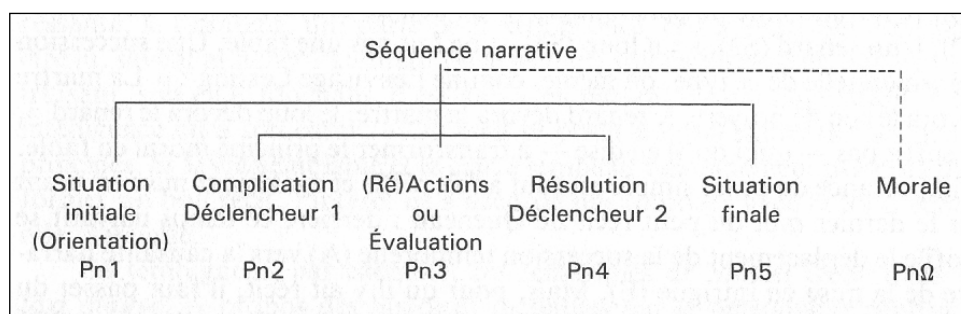 Séquence narrative
Situation Complication (Ré)Actions Résolution Situation Morale
initiale Déclencheur 1 ou Déclencheur 2 finale
(Orientation) Évaluation
Pn1 Pn2 Pn3 Pn4 Pn5 PnΩ